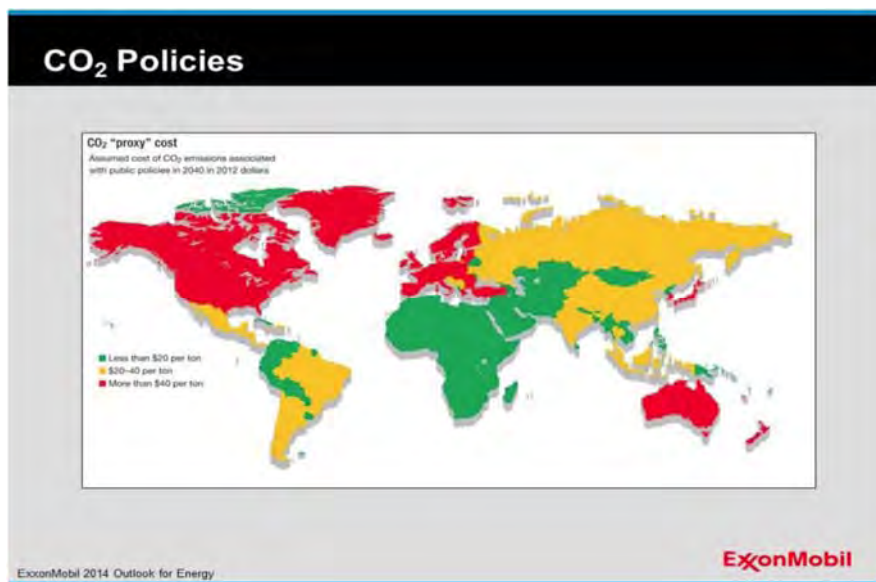 CO₂ Policies
CO₂ "proxy" cost
Assumed cost of CO₂ emissions associated
with public policies in 2040 in 2012 dollars
Less than $20 per ton
$20–40 per ton
More than $40 per ton
ExxonMobil
ExxonMobil 2014 Outlook for Energy